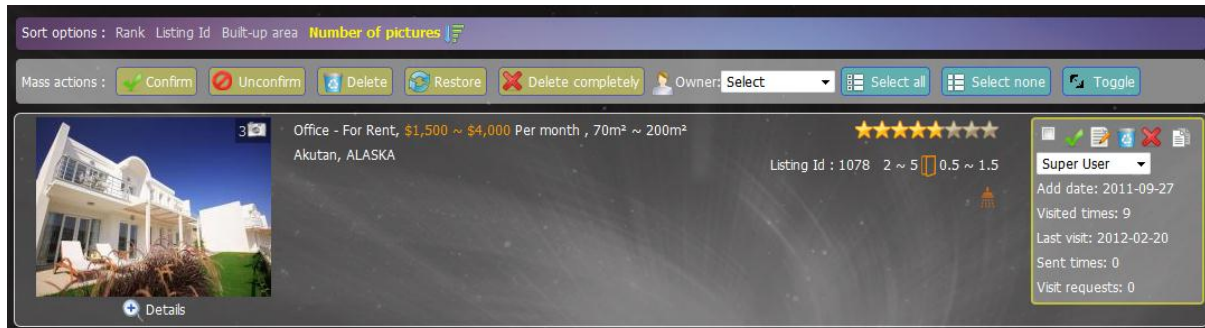 Sort options : Rank Listing Id Built-up area Number of pictures
Mass actions : Confirm Unconfirm Delete Restore Delete completely Owner: Select Select all Select none Toggle
3
Office - For Rent, $1,500 ~ $4,000 Per month , 70m² ~ 200m²
Akutan, ALASKA
Listing Id : 1078 2 ~ 5 0.5 ~ 1.5
Details
Super User
Add date: 2011-09-27
Visited times: 9
Last visit: 2012-02-20
Sent times: 0
Visit requests: 0